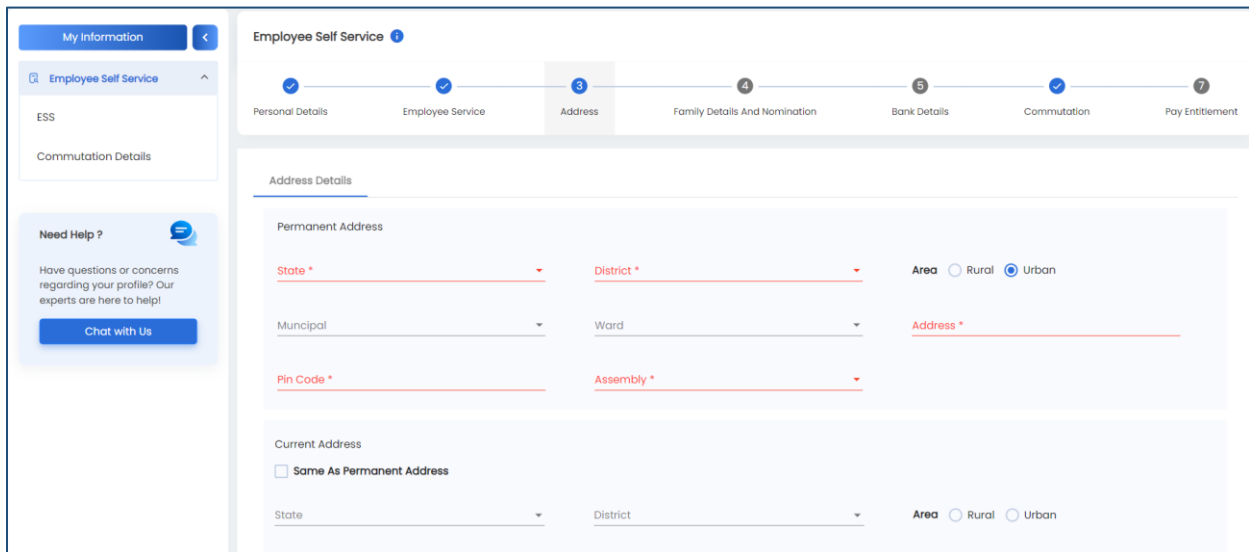 My Information
Employee Self Service
ESS
Commutation Details
Need Help ?
Have questions or concerns
regarding your profile? Our
experts are here to help!
Chat with Us
Employee Self Service
3 4 5 7
Personal Details Employee Service Address Family Details And Nomination Bank Details Commutation Pay Entitlement
Address Details
Permanent Address
State * District * Area Rural Urban
Muncipal Ward Address *
Pin Code * Assembly *
Current Address
Same As Permanent Address
State District Area Rural Urban